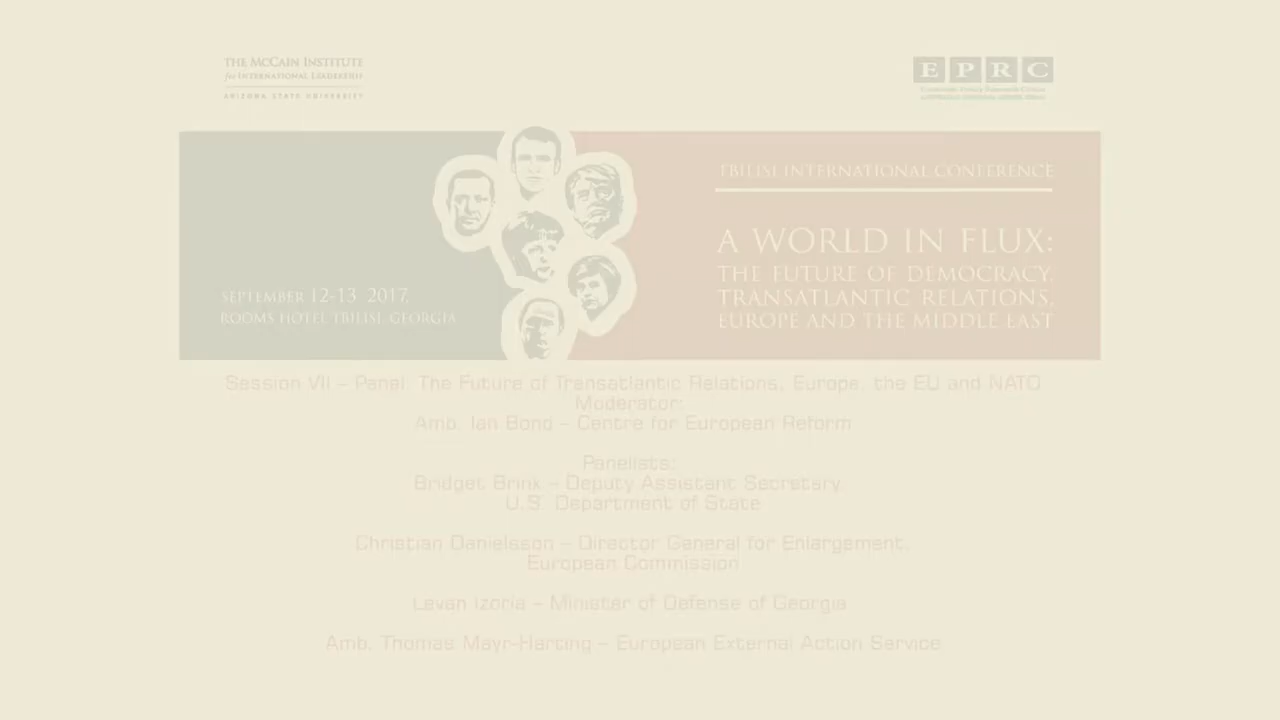 THE MCCAIN INSTITUTE
for INTERNATIONAL LEADERSHIP
ARIZONA STATE UNIVERSITY
EPRC
TBILISI INTERNATIONAL CONFERENCE
A WORLD IN FLUX:
THE FUTURE OF DEMOCRACY,
TRANSATLANTIC RELATIONS,
EUROPE AND THE MIDDLE EAST
SEPTEMBER 12-13 2017,
ROOMS HOTEL TBILISI, GEORGIA
Session VII – Panel: The Future of Transatlantic Relations, Europe, the EU and NATO
Moderator:
Amb. Ian Bond – Centre for European Reform
Panelists:
Bridget Brink – Deputy Assistant Secretary
U.S. Department of State
Christian Danielsson – Director General for Enlargement,
European Commission
Levan Izoria – Minister of Defense of Georgia
Amb. Thomas Mayr-Harting – European External Action Service